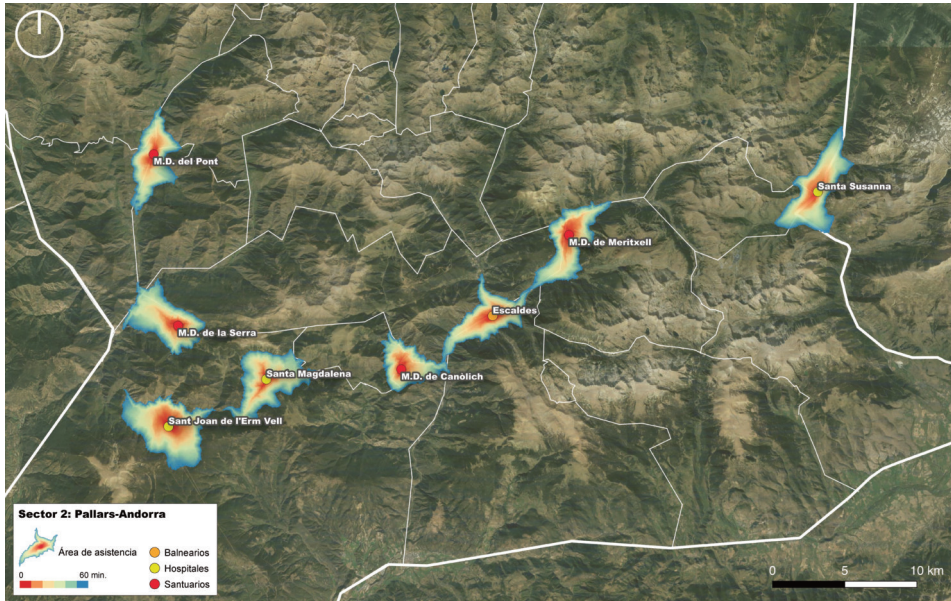 M.D. del Pont
Santa Susanna
M.D. de Meritxell
Escaldes
M.D. de la Serra
Santa Magdalena
M.D. de Canòlich
Sant Joan de l'Erm Vell
Sector 2: Pallars-Andorra
Área de asistencia
0 60 min.
Balnearios
Hospitales
Santuarios
0 5 10 km